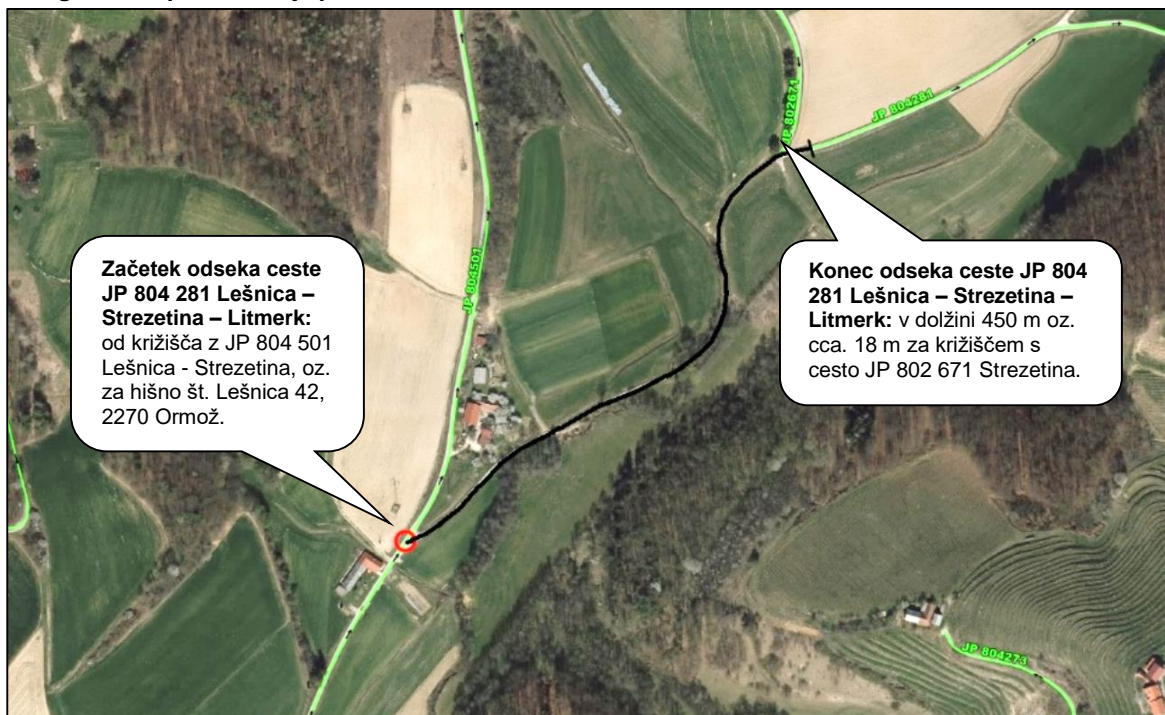 Začetek odseka ceste
JP 804 281 Lešnica –
Strezetina – Litmerk:
od križišča z JP 804 501
Lešnica - Strezetina, oz.
za hišno št. Lešnica 42,
2270 Ormož.
Konec odseka ceste JP 804
281 Lešnica – Strezetina –
Litmerk: v dolžini 450 m oz.
cca. 18 m za križiščem s
cesto JP 802 671 Strezetina.
JP 804501
JP 802671
JP 804281
JP 804273